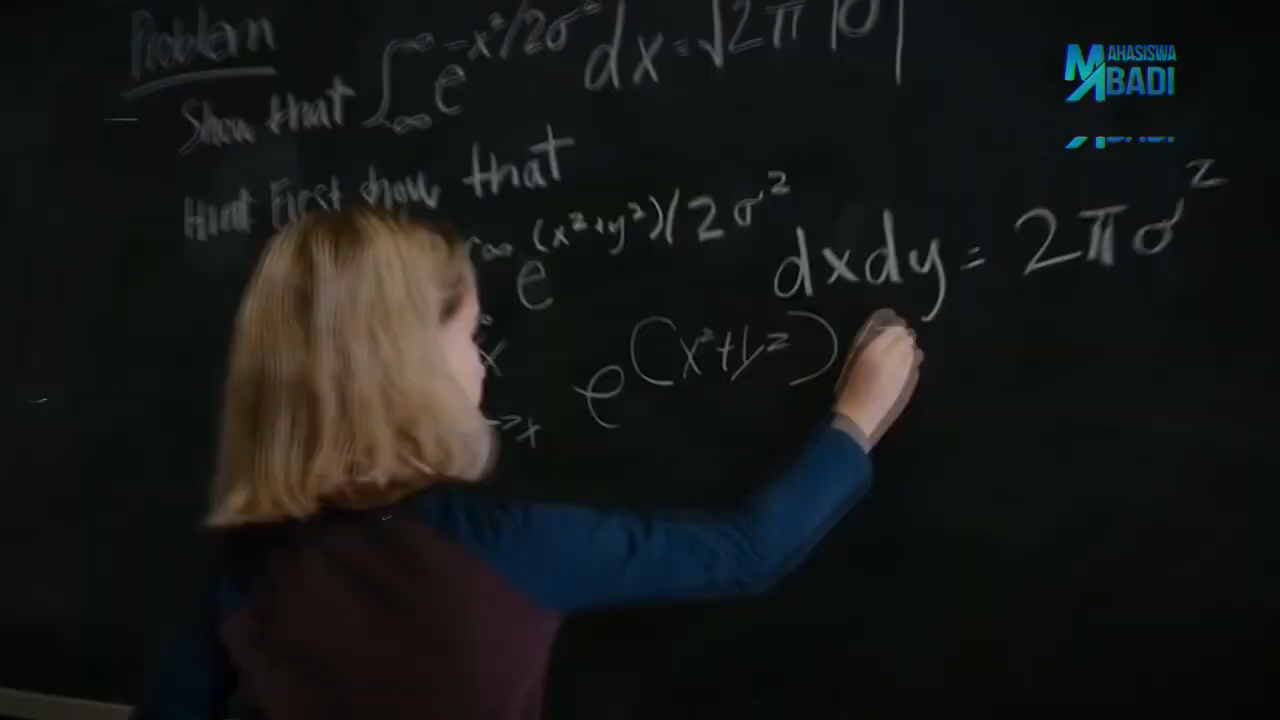 Problem
Show that ∫_{-∞}^{∞} e^{-x²/2σ²} dx = √2π |σ|
Hint First show that
∞ e^{(x²+y²)/2σ²} dxdy = 2πσ²
x e^{(x²+y²)}
MAHASISWA
ABADI